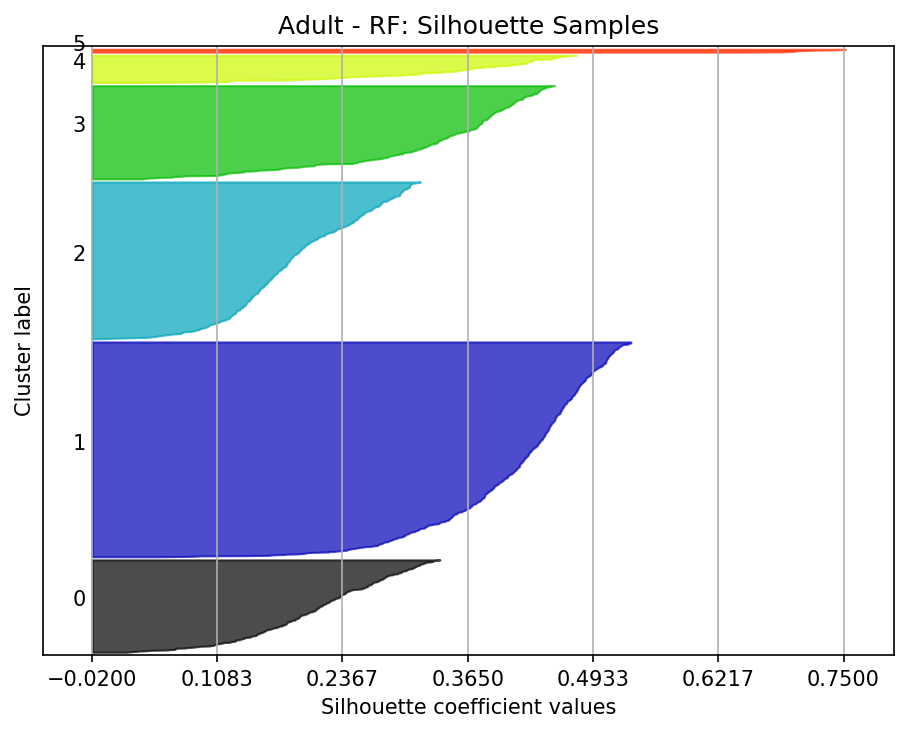 Adult - RF: Silhouette Samples
5
4
3
2
1
0
Cluster label
−0.0200 0.1083 0.2367 0.3650 0.4933 0.6217 0.7500
Silhouette coefficient values